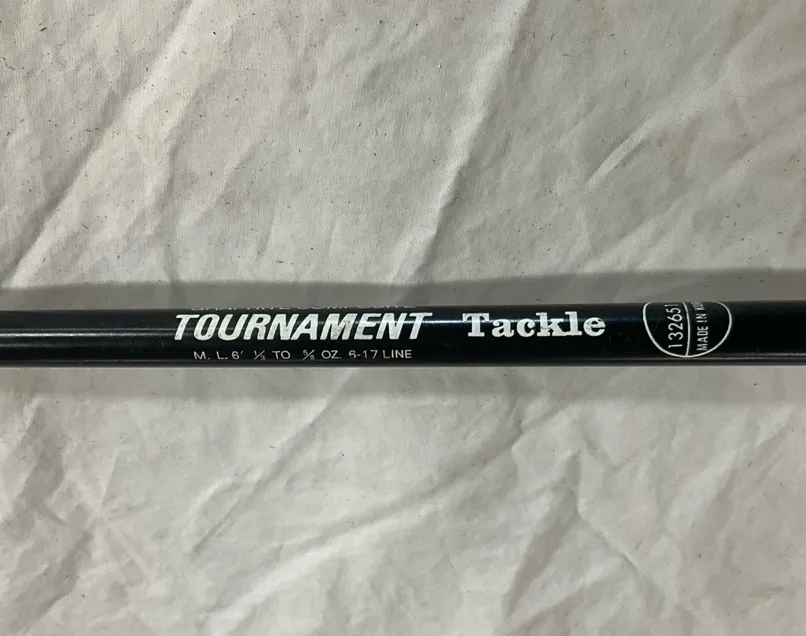 TOURNAMENT Tackle
M. L. 6' ¼ TO ⅝ OZ. 6-17 LINE
132651
MADE IN